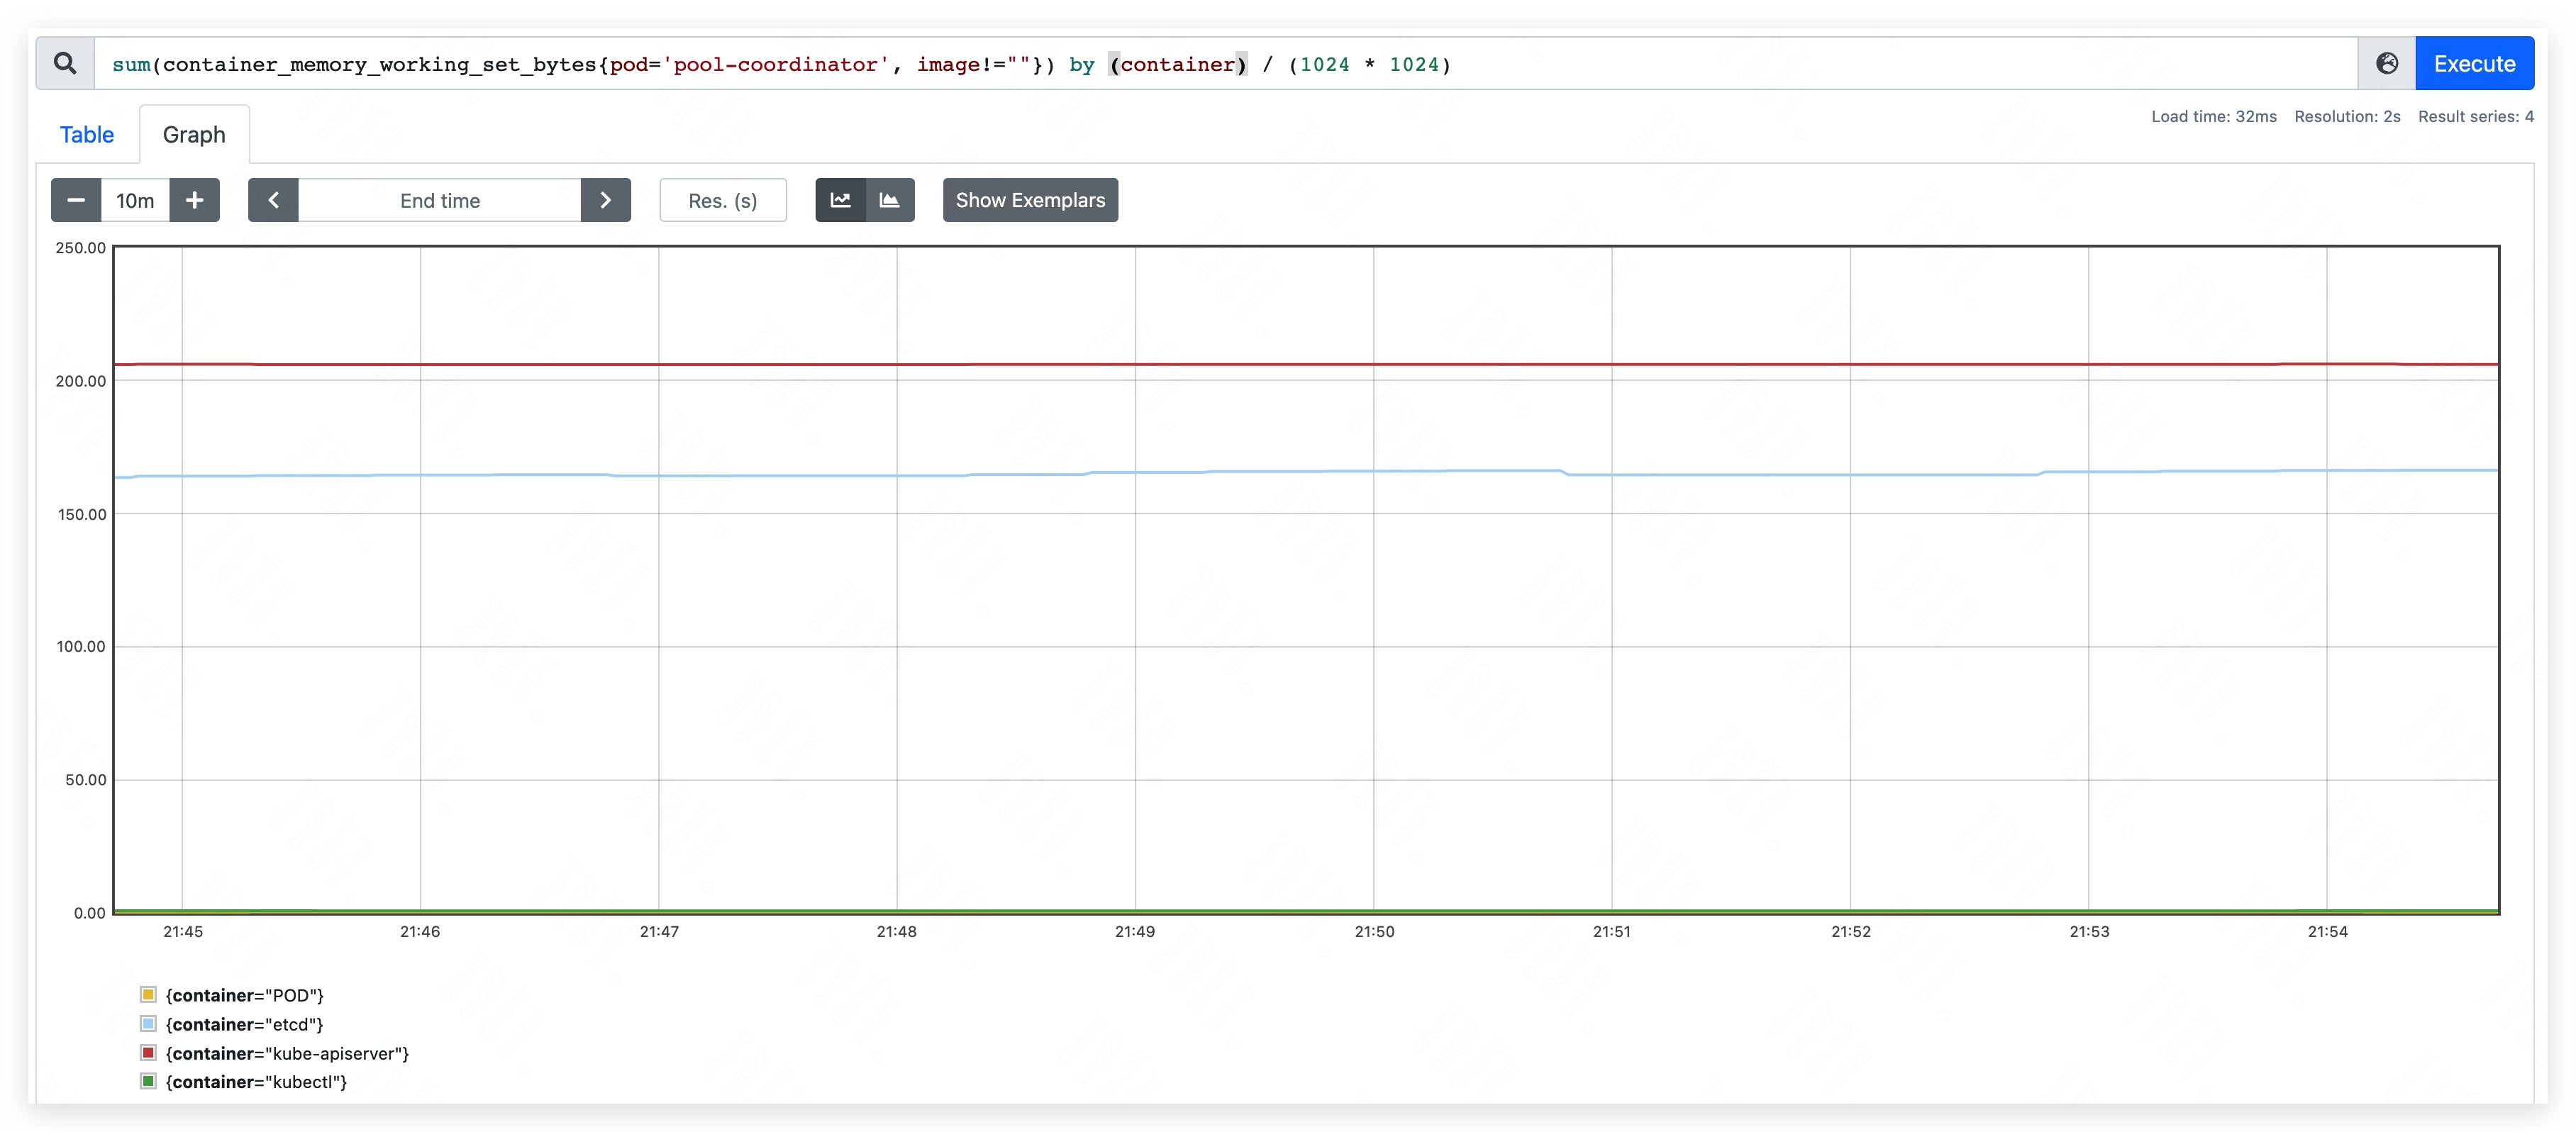 sum(container_memory_working_set_bytes{pod='pool-coordinator', image!=""}) by (container) / (1024 * 1024)
Execute
Table
Graph
Load time: 32ms Resolution: 2s Result series: 4
10m
End time
Res. (s)
Show Exemplars
250.00
200.00
150.00
100.00
50.00
0.00
21:45 21:46 21:47 21:48 21:49 21:50 21:51 21:52 21:53 21:54
{container="POD"}
{container="etcd"}
{container="kube-apiserver"}
{container="kubectl"}